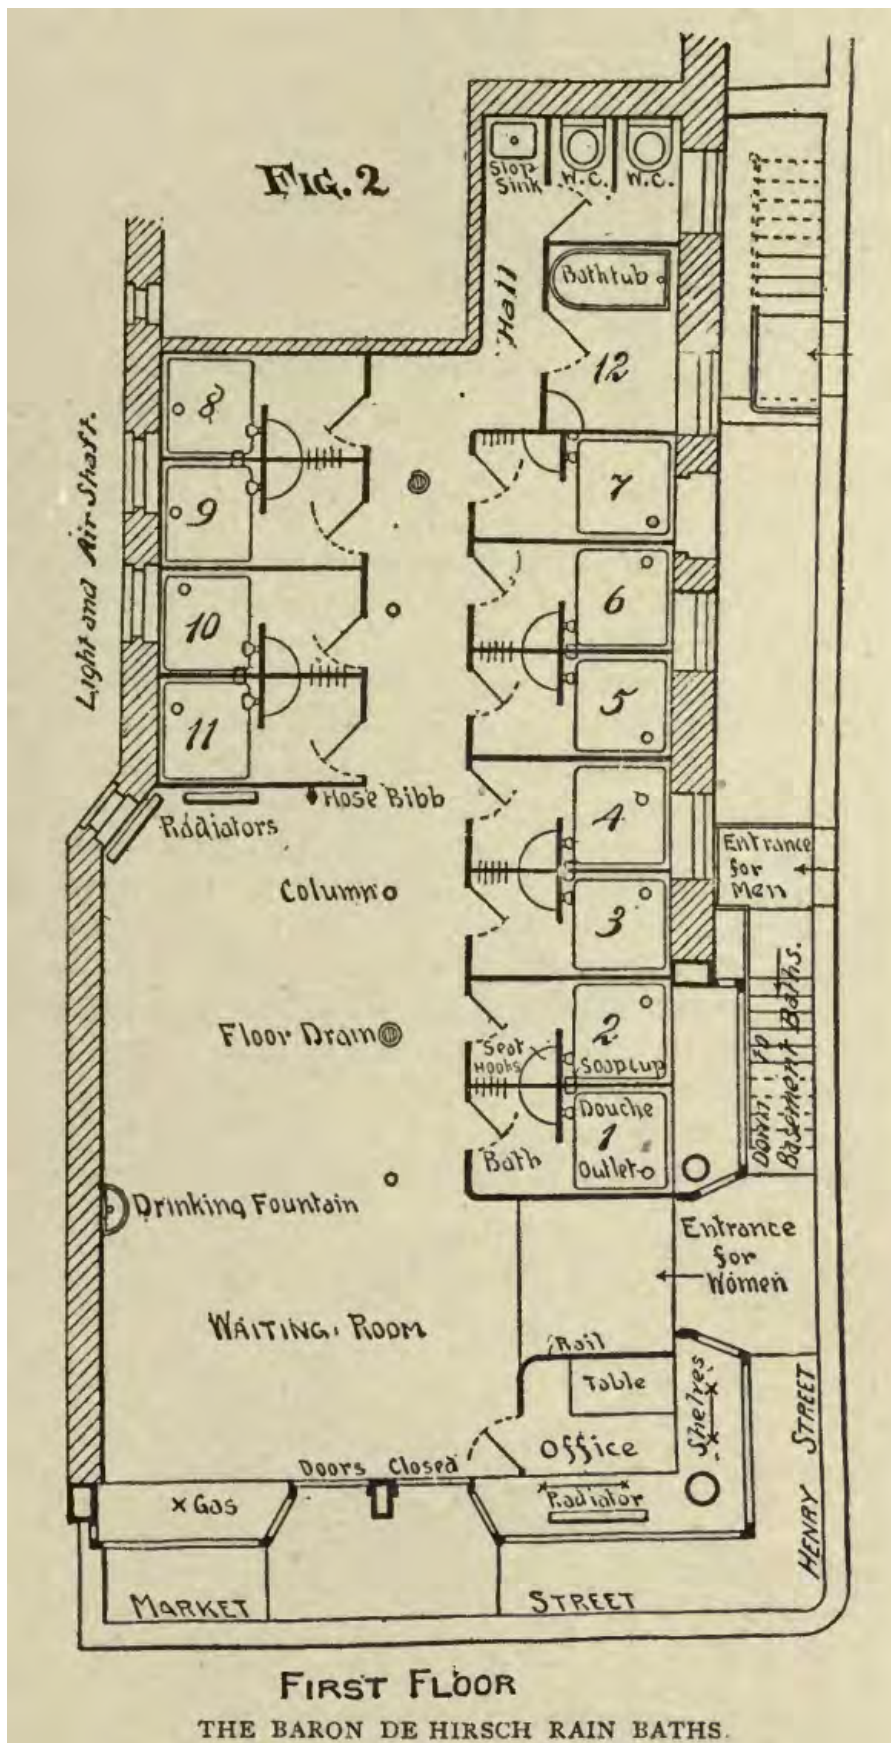 FIG. 2
Slop
Sink
W.C.
W.C.
Hall
Bathtub
12
8
9
10
11
7
6
5
4
3
2
1
Light and Air Shaft.
Radiators
Hose Bibb
Column
Floor Drain
Seat
Hooks
Soap Cup
Douche
Bath
Outlet
Entrance
for
Men
Down to
Basement Baths.
Drinking Fountain
Entrance
for
Women
WAITING ROOM
Rail
Table
Shelves
Office
Doors Closed
Gas
Radiator
HENRY STREET
MARKET STREET
FIRST FLOOR
THE BARON DE HIRSCH RAIN BATHS.